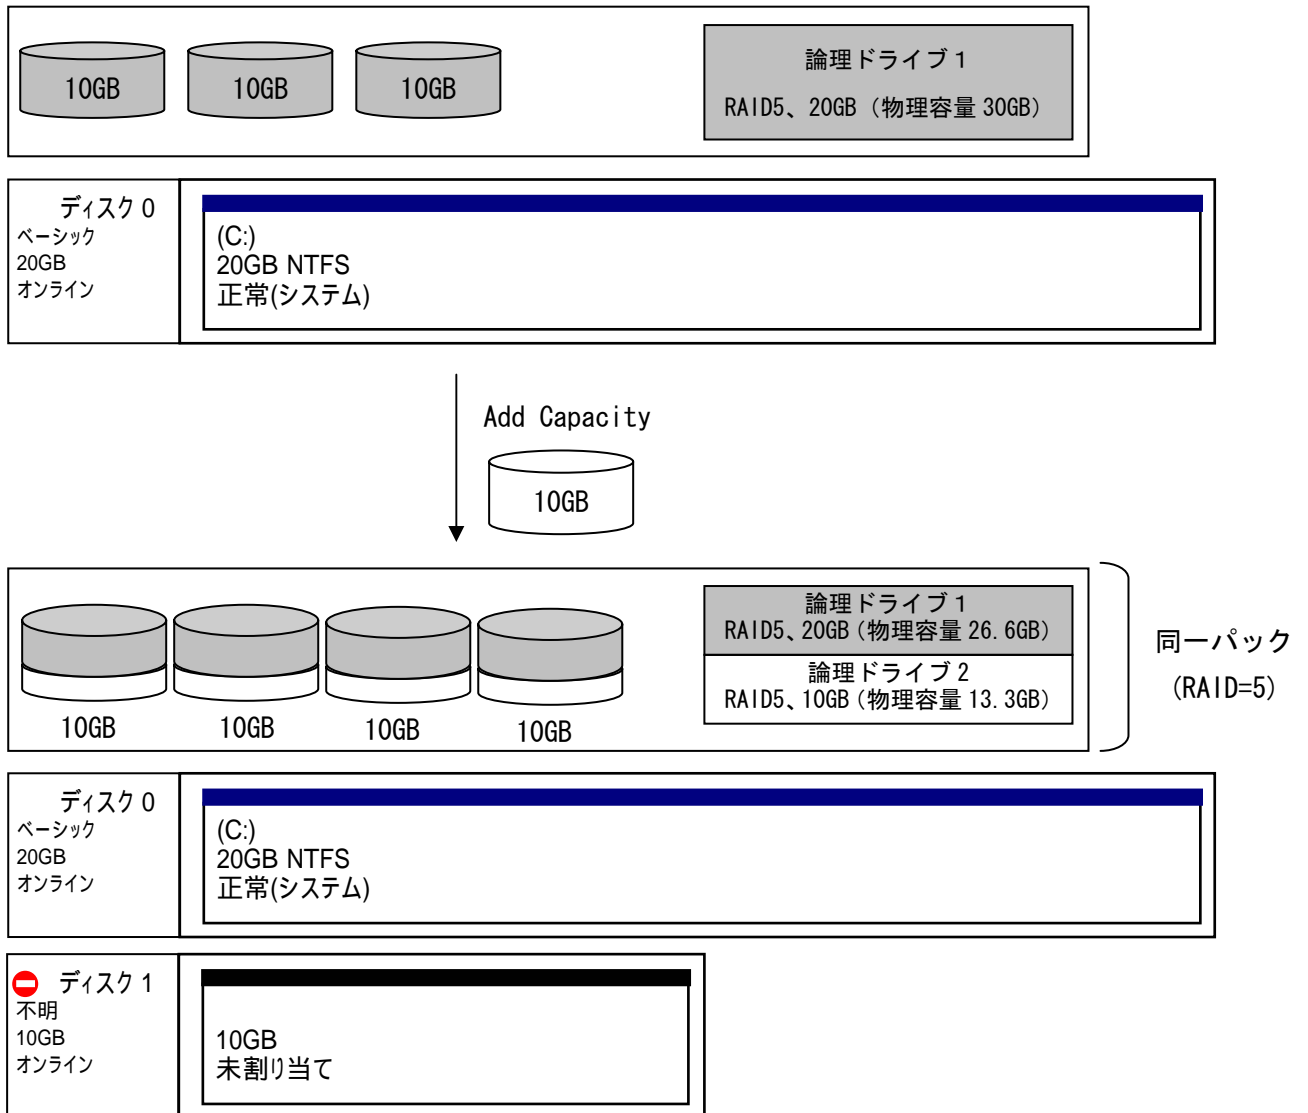 10GB
10GB
10GB
論理ドライブ1
RAID5、20GB（物理容量 30GB）
ディスク 0
ベーシック
20GB
オンライン
(C:)
20GB NTFS
正常(システム)
Add Capacity
10GB
10GB
10GB
10GB
10GB
論理ドライブ1
RAID5、20GB（物理容量 26.6GB）
論理ドライブ2
RAID5、10GB（物理容量 13.3GB）
同一パック
(RAID=5)
ディスク 0
ベーシック
20GB
オンライン
(C:)
20GB NTFS
正常(システム)
ディスク 1
不明
10GB
オンライン
10GB
未割り当て